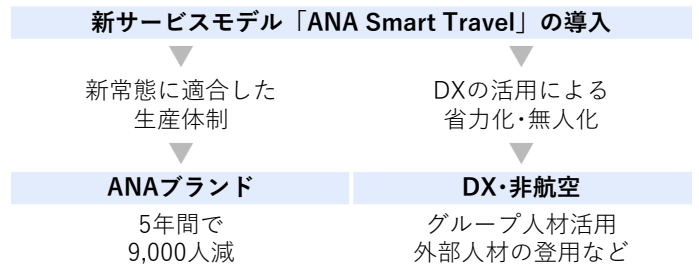 新サービスモデル「ANA Smart Travel」の導入
新常態に適合した
生産体制
DXの活用による
省力化・無人化
ANAブランド
DX・非航空
5年間で
9,000人減
グループ人材活用
外部人材の登用など